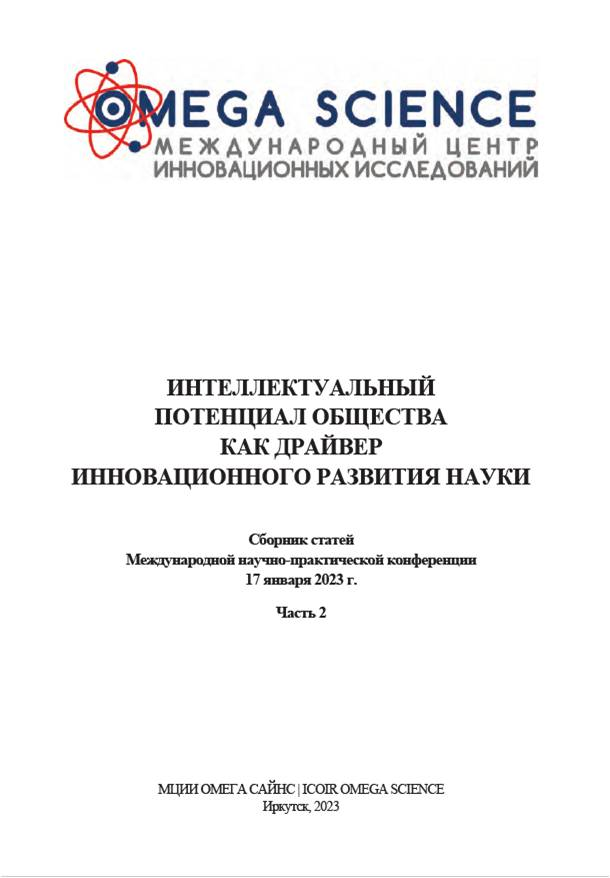 OMEGA SCIENCE
МЕЖДУНАРОДНЫЙ ЦЕНТР
ИННОВАЦИОННЫХ ИССЛЕДОВАНИЙ
ИНТЕЛЛЕКТУАЛЬНЫЙ
ПОТЕНЦИАЛ ОБЩЕСТВА
КАК ДРАЙВЕР
ИННОВАЦИОННОГО РАЗВИТИЯ НАУКИ
Сборник статей
Международной научно-практической конференции
17 января 2023 г.
Часть 2
МЦИИ ОМЕГА САЙНС | ICOIR OMEGA SCIENCE
Иркутск, 2023